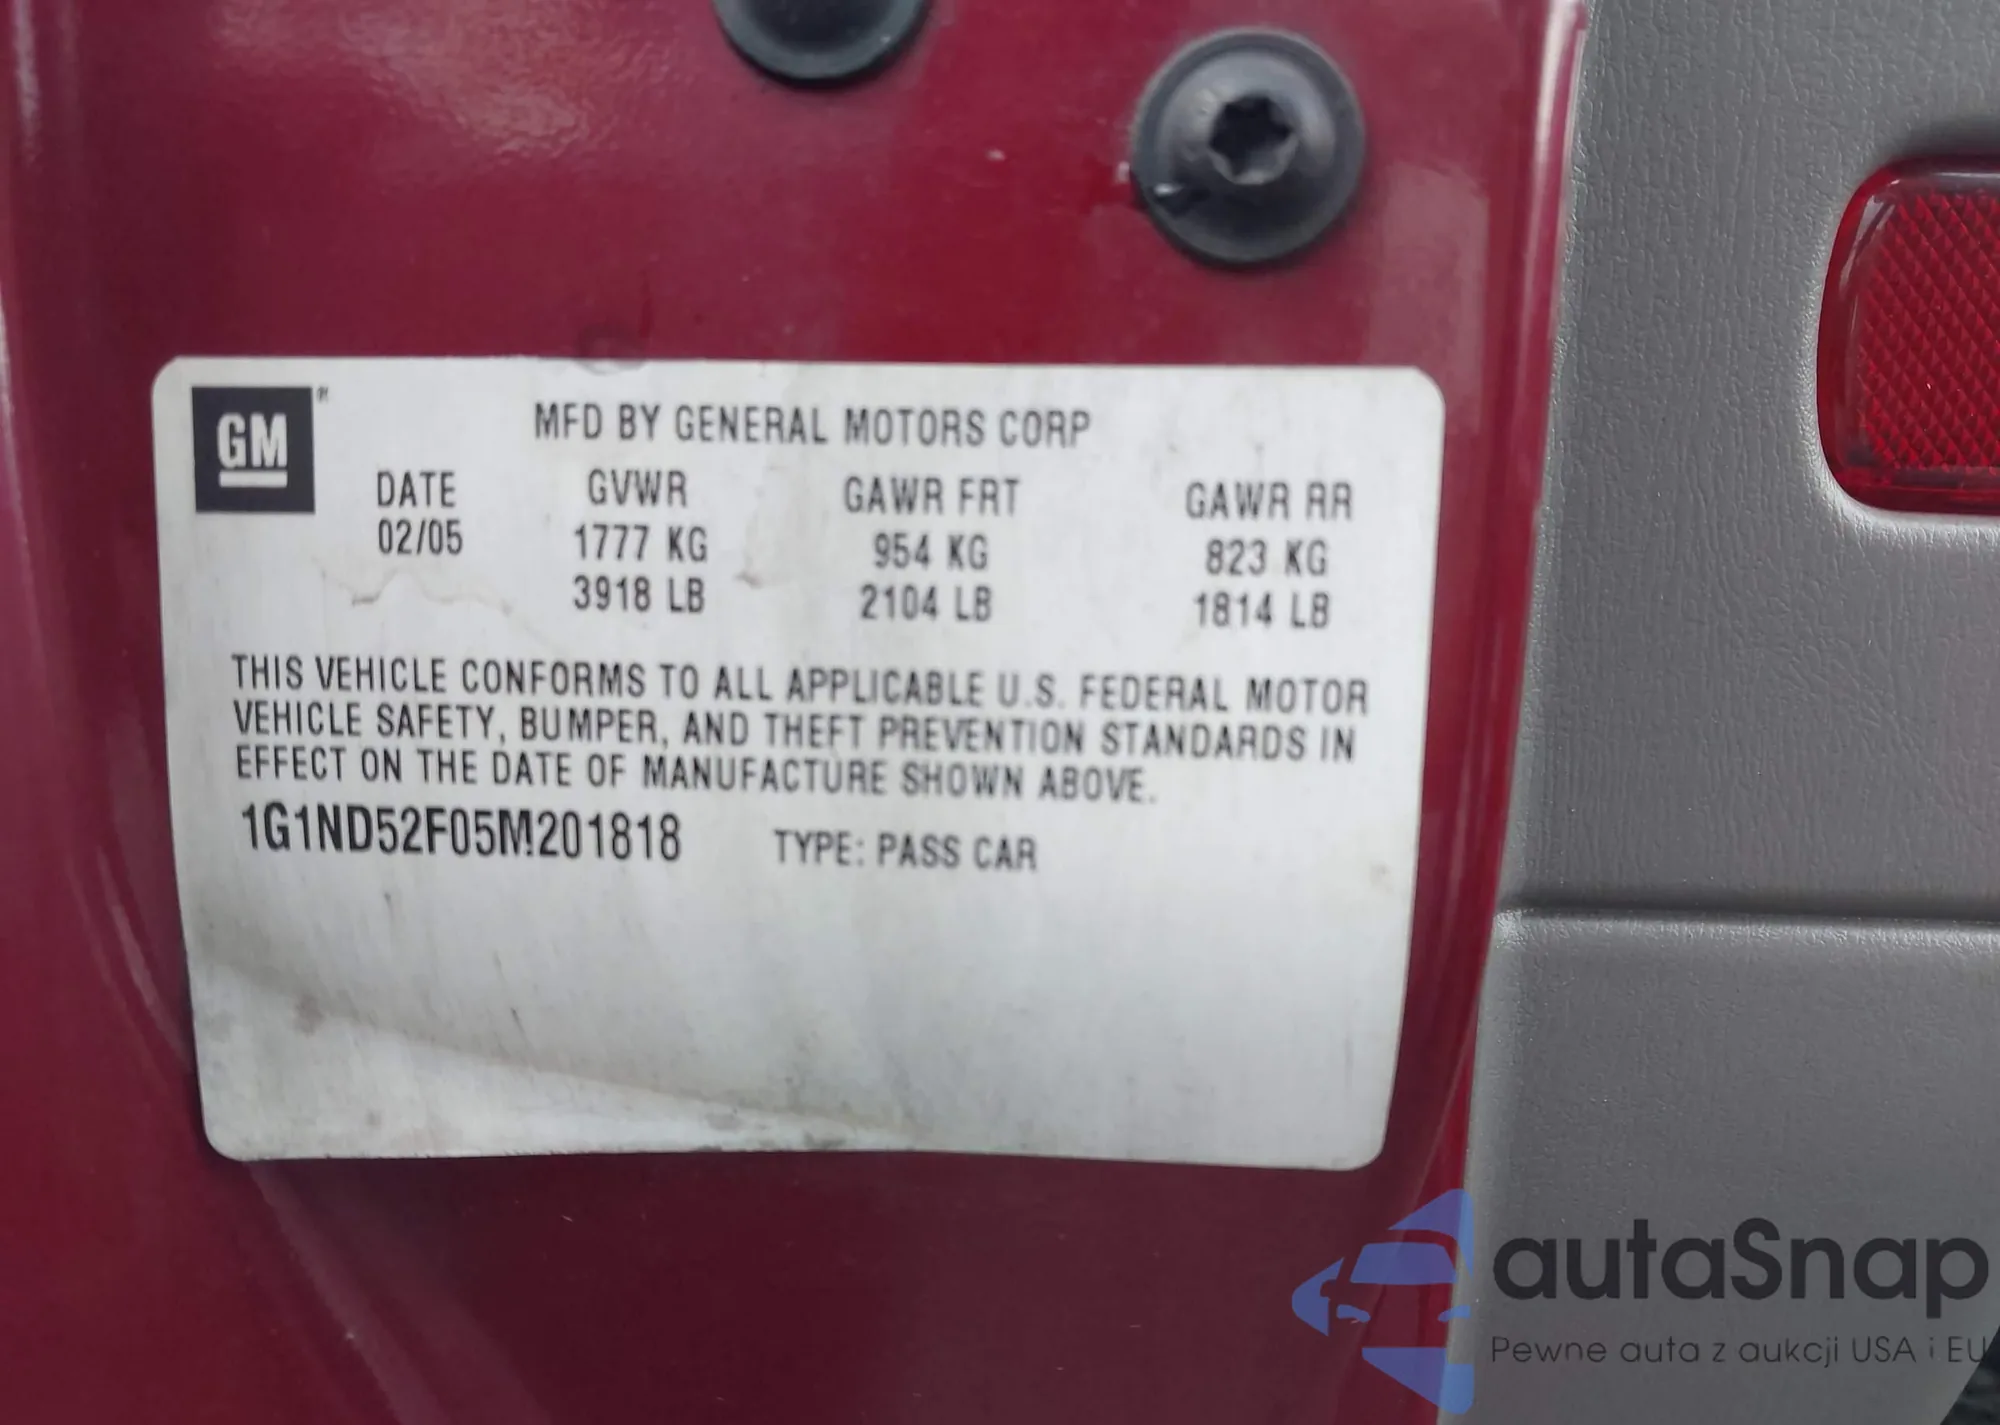 GM ®
MFD BY GENERAL MOTORS CORP
DATE GVWR GAWR FRT GAWR RR
02/05 1777 KG 954 KG 823 KG
3918 LB 2104 LB 1814 LB
THIS VEHICLE CONFORMS TO ALL APPLICABLE U.S. FEDERAL MOTOR
VEHICLE SAFETY, BUMPER, AND THEFT PREVENTION STANDARDS IN
EFFECT ON THE DATE OF MANUFACTURE SHOWN ABOVE.
1G1ND52F05M201818 TYPE: PASS CAR
autaSnap
Pewne auta z aukcji USA i EU